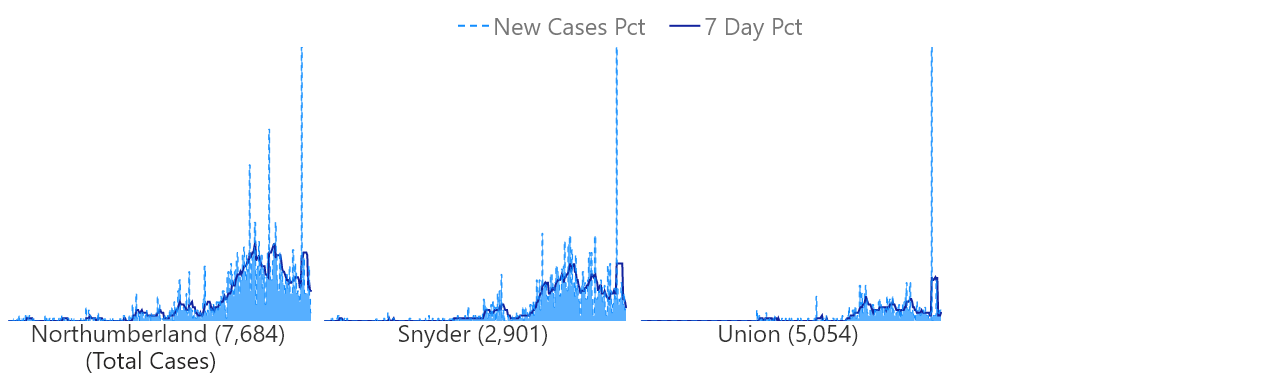 New Cases Pct 7 Day Pct
Northumberland (7,684) Snyder (2,901) Union (5,054)
(Total Cases)